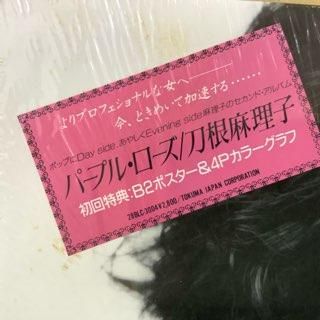 よりプロフェショナルな女へ———
今、ときめいて加速する……
ポップにDay side、あやしくEvening side麻理子のセカンド・アルバム
パープル・ローズ/刀根麻理子
初回特典:B2ポスター&4Pカラーグラフ
28BLC-3004 ¥2,800/TOKUMA JAPAN CORPORATION